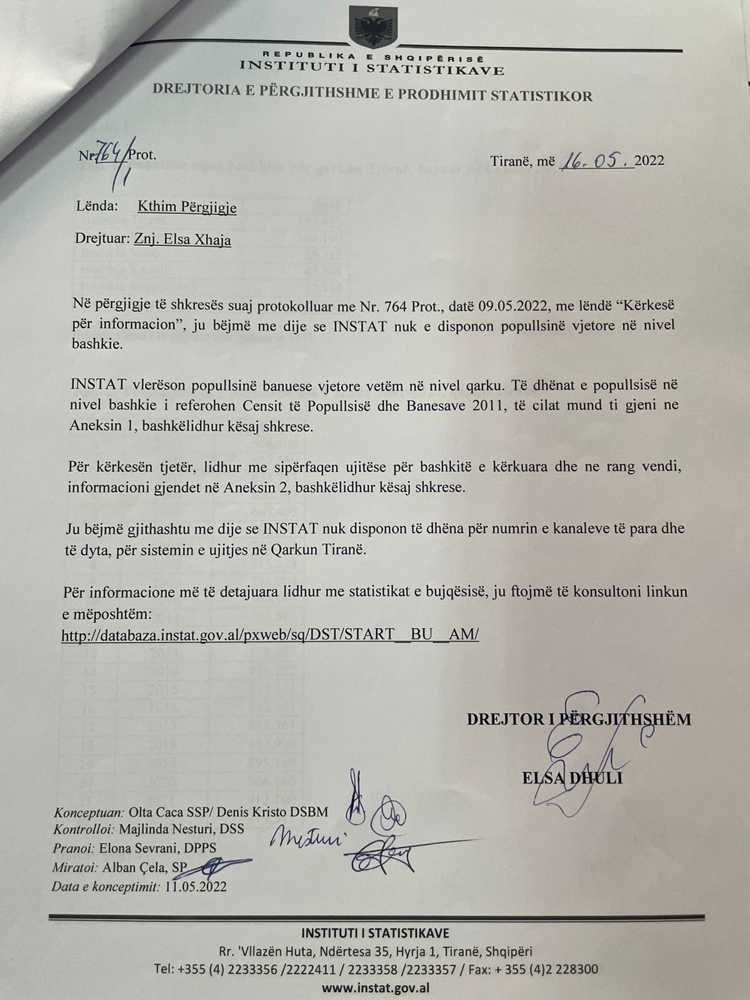 REPUBLIKA E SHQIPËRISË
INSTITUTI I STATISTIKAVE
DREJTORIA E PËRGJITHSHME E PRODHIMIT STATISTIKOR
Nr. 764/1 Prot.
Tiranë, më 16.05.2022
Lënda: Kthim Përgjigje
Drejtuar: Znj. Elsa Xhaja
Në përgjigje të shkresës suaj protokolluar me Nr. 764 Prot., datë 09.05.2022, me lëndë “Kërkesë
për informacion”, ju bëjmë me dije se INSTAT nuk e disponon popullsinë vjetore në nivel
bashkie.
INSTAT vlerëson popullsinë banuese vjetore vetëm në nivel qarku. Të dhënat e popullsisë në
nivel bashkie i referohen Censit të Popullsisë dhe Banesave 2011, të cilat mund ti gjeni ne
Aneksin 1, bashkëlidhur kësaj shkrese.
Për kërkesën tjetër, lidhur me sipërfaqen ujitëse për bashkitë e kërkuara dhe ne rang vendi,
informacioni gjendet në Aneksin 2, bashkëlidhur kësaj shkrese.
Ju bëjmë gjithashtu me dije se INSTAT nuk disponon të dhëna për numrin e kanaleve të para dhe
të dyta, për sistemin e ujitjes në Qarkun Tiranë.
Për informacione më të detajuara lidhur me statistikat e bujqësisë, ju ftojmë të konsultoni linkun
e mëposhtëm:
http://databaza.instat.gov.al/pxweb/sq/DST/START__BU__AM/
DREJTOR I PËRGJITHSHËM
ELSA DHULI
Konceptuan: Olta Caca SSP/ Denis Kristo DSBM
Kontrolloi: Majlinda Nesturi, DSS
Pranoi: Elona Sevrani, DPPS
Miratoi: Alban Çela, SP
Data e konceptimit: 11.05.2022
INSTITUTI I STATISTIKAVE
Rr. 'Vllazën Huta, Ndërtesa 35, Hyrja 1, Tiranë, Shqipëri
Tel: +355 (4) 2233356 /2222411 / 2233358 /2233357 / Fax: + 355 (4)2 228300
www.instat.gov.al